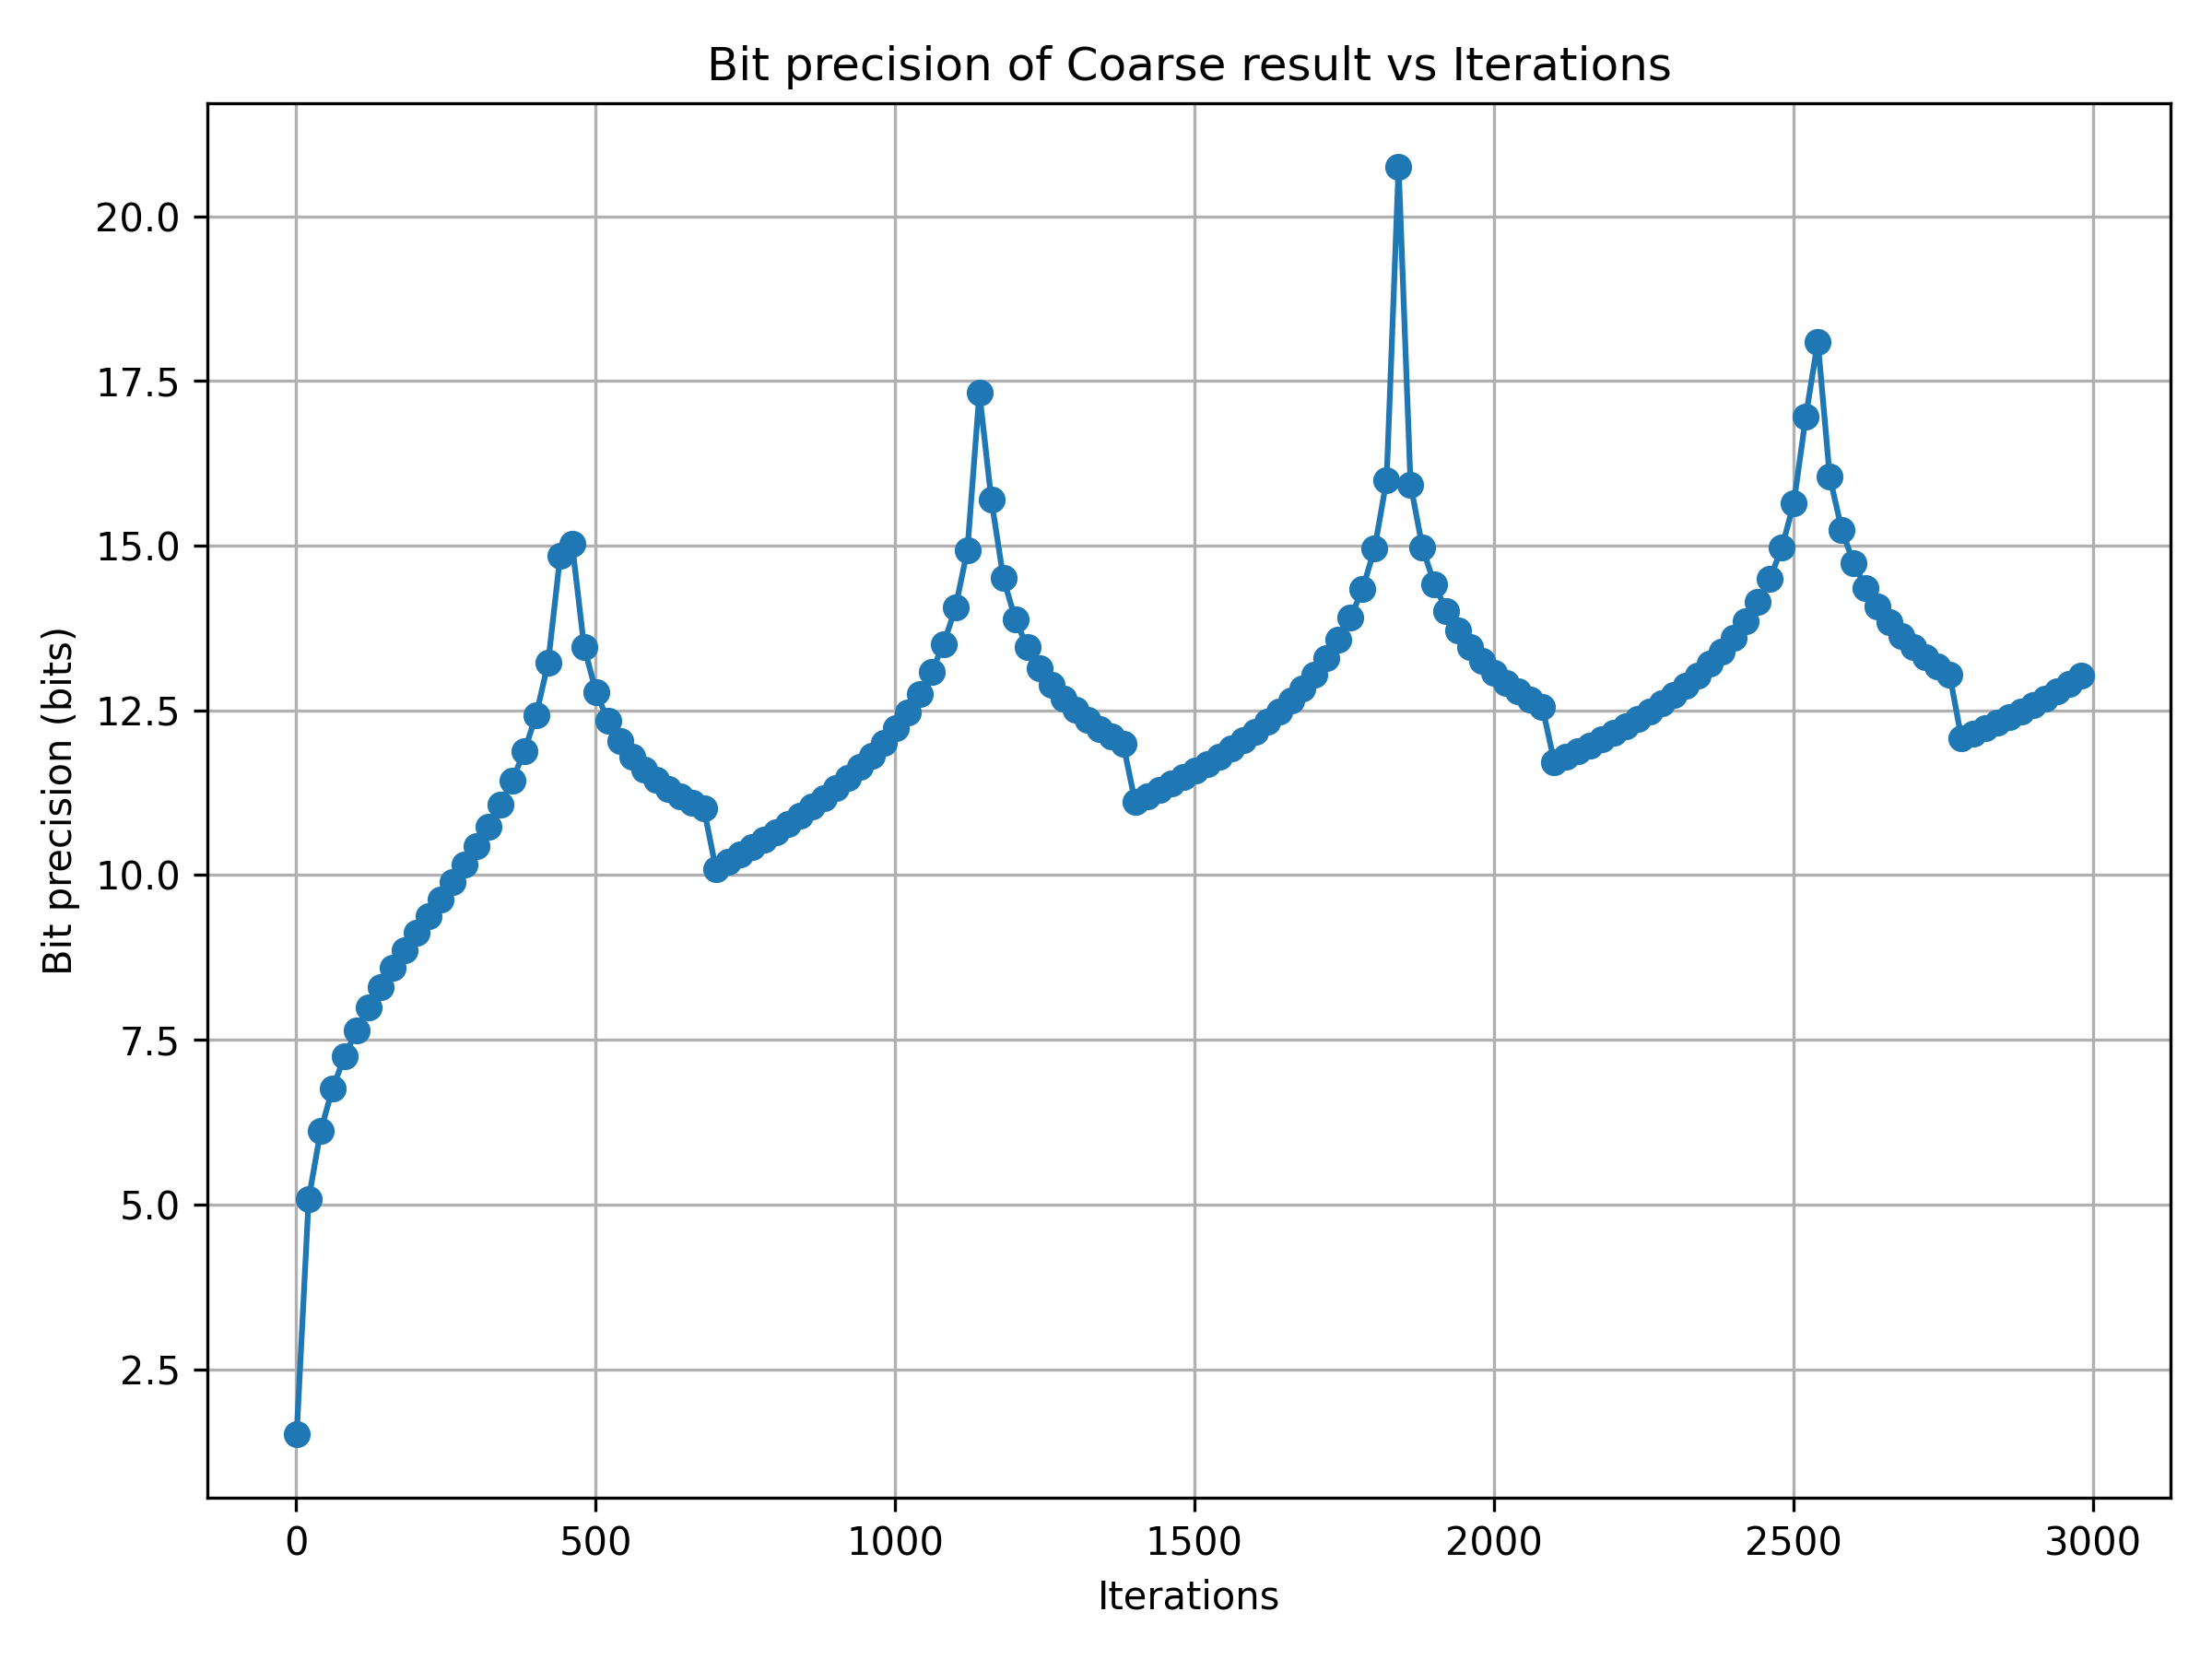 Bit precision of Coarse result vs Iterations
Bit precision (bits)
20.0
17.5
15.0
12.5
10.0
7.5
5.0
2.5
0 500 1000 1500 2000 2500 3000
Iterations